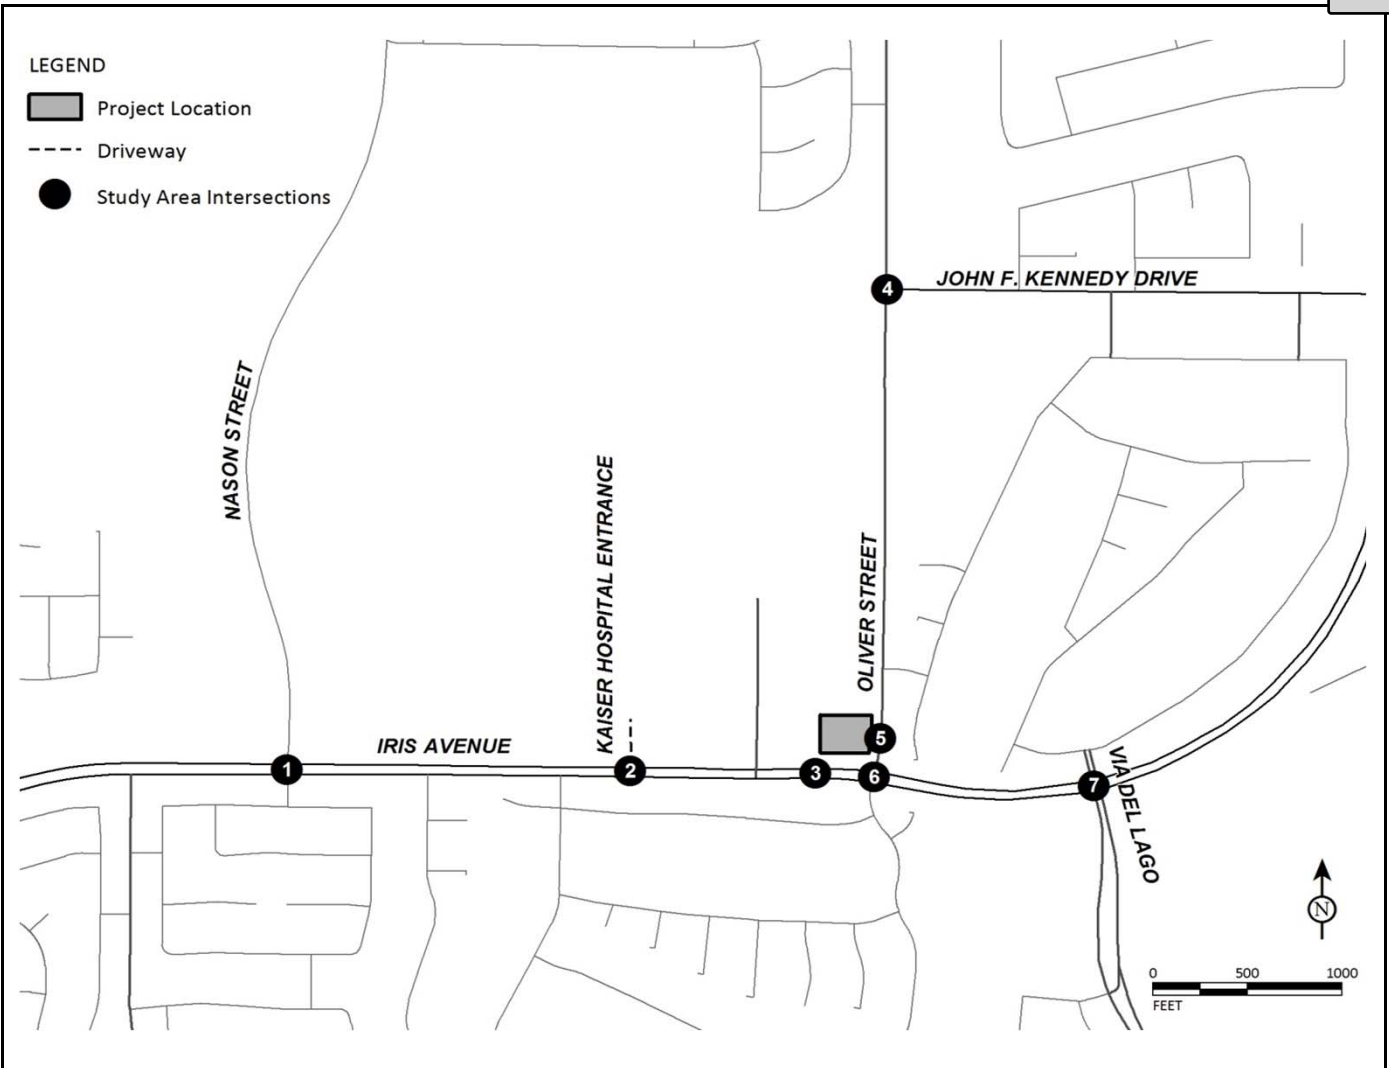 LEGEND
Project Location
Driveway
Study Area Intersections
4
JOHN F. KENNEDY DRIVE
NASON STREET
KAISER HOSPITAL ENTRANCE
OLIVER STREET
5
IRIS AVENUE
1
2
3
6
7
VIA DEL LAGO
N
0 500 1000
FEET